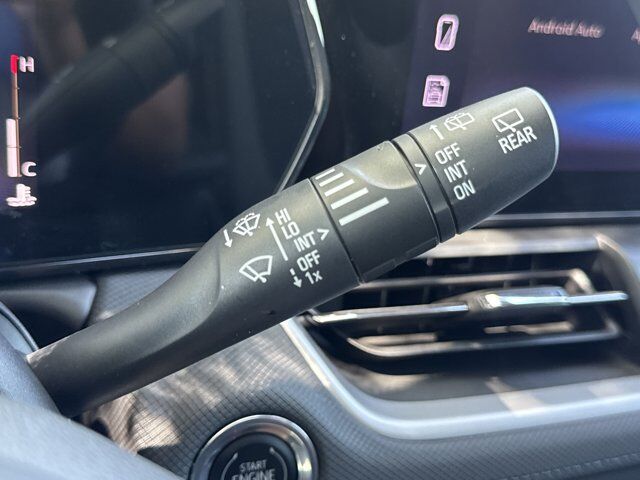 H
C
Android Auto
REAR
OFF
INT
ON
HI
LO
INT
OFF
1x
START
ENGINE